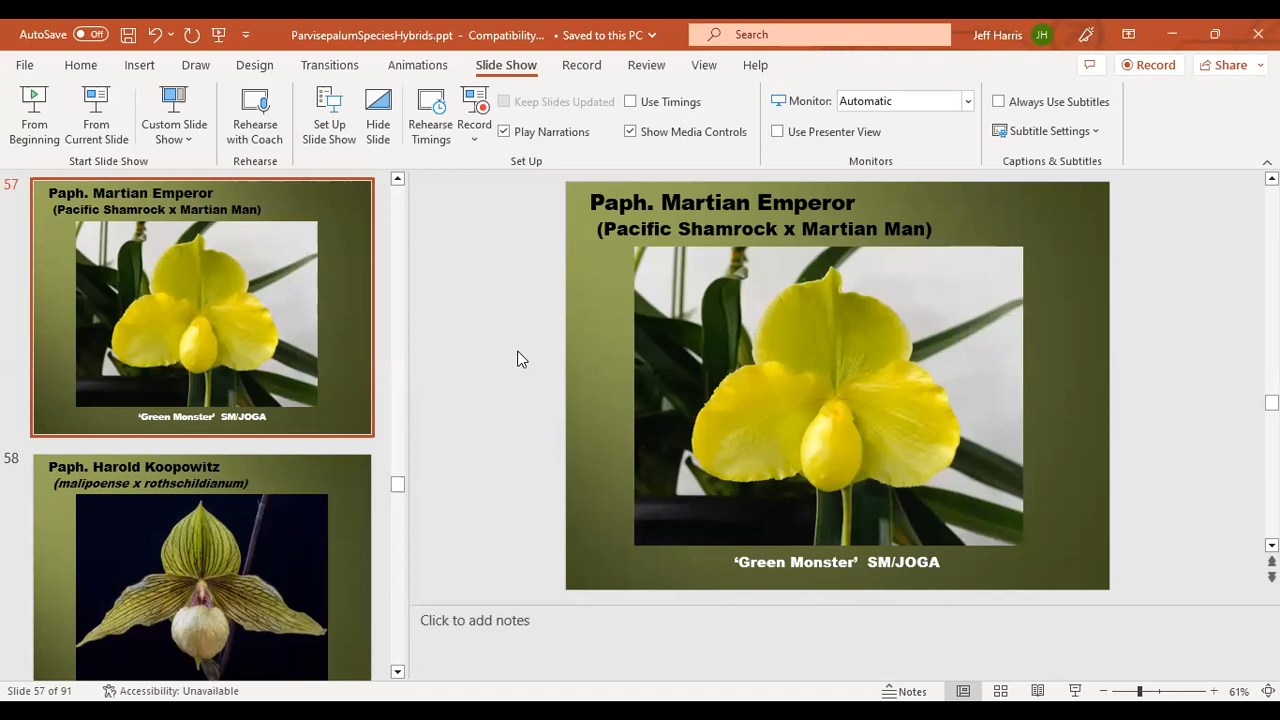 AutoSave Off ParvisepalumSpeciesHybrids.ppt - Compatibility... Saved to this PC Search Jeff Harris JH
File Home Insert Draw Design Transitions Animations Slide Show Record Review View Help Record Share
From Beginning
From Current Slide
Custom Slide Show
Start Slide Show
Rehearse with Coach
Rehearse
Set Up Slide Show
Hide Slide
Rehearse Timings
Record
Keep Slides Updated
Use Timings
Play Narrations
Show Media Controls
Set Up
Monitor: Automatic
Use Presenter View
Monitors
Always Use Subtitles
Subtitle Settings
Captions & Subtitles
57
Paph. Martian Emperor
(Pacific Shamrock x Martian Man)
‘Green Monster’ SM/JOGA
58
Paph. Harold Koopowitz
(malipoense x rothschildianum)
Paph. Martian Emperor
(Pacific Shamrock x Martian Man)
‘Green Monster’ SM/JOGA
Click to add notes
Slide 57 of 91 Accessibility: Unavailable Notes 61%